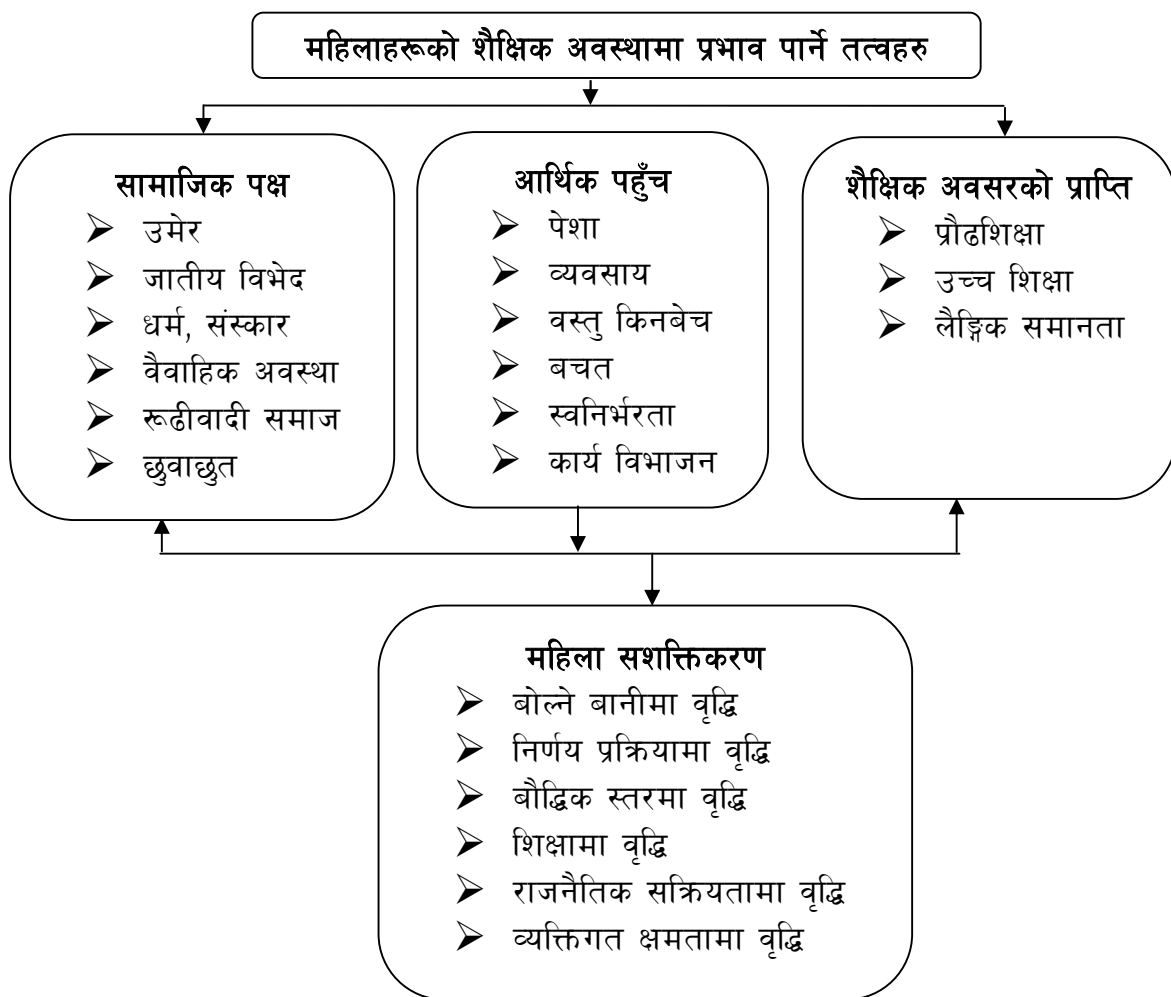 महिलाहरूको शैक्षिक अवस्थामा प्रभाव पार्ने तत्वहरु
सामाजिक पक्ष
उमेर
जातीय विभेद
धर्म, संस्कार
वैवाहिक अवस्था
रूढीवादी समाज
छुवाछुत
आर्थिक पहुँच
पेशा
व्यवसाय
वस्तु किनबेच
बचत
स्वनिर्भरता
कार्य विभाजन
शैक्षिक अवसरको प्राप्ति
प्रौढशिक्षा
उच्च शिक्षा
लैङ्गिक समानता
महिला सशक्तिकरण
बोल्ने बानीमा वृद्धि
निर्णय प्रक्रियामा वृद्धि
बौद्धिक स्तरमा वृद्धि
शिक्षामा वृद्धि
राजनैतिक सक्रियतामा वृद्धि
व्यक्तिगत क्षमतामा वृद्धि